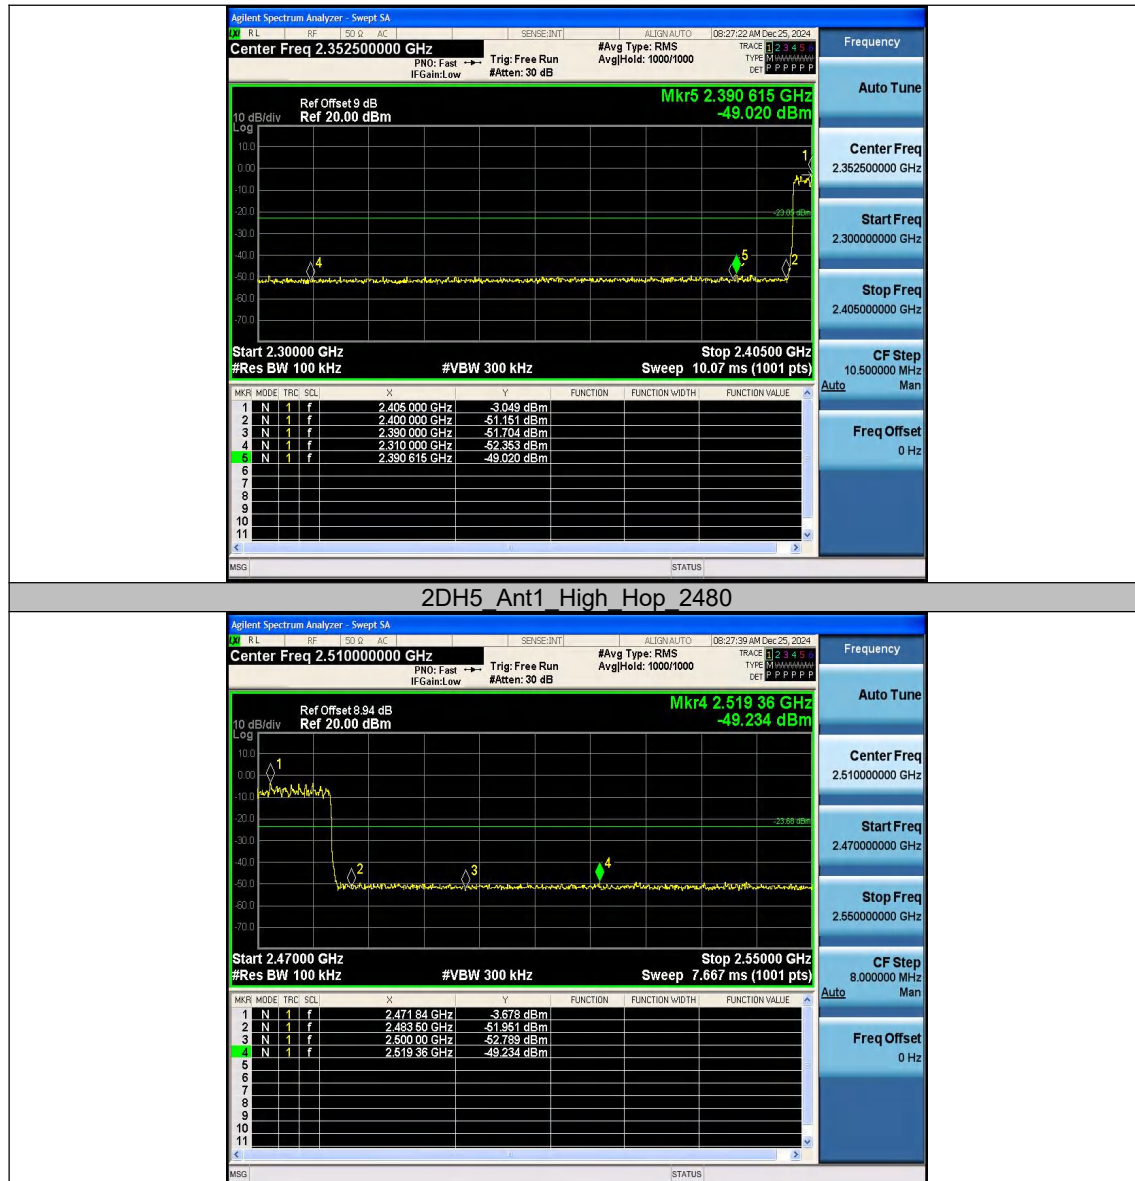 Agilent Spectrum Analyzer - Swept SA
LXI RL RF 50 Ω AC SENSE:INT ALIGN AUTO 08:27:22 AM Dec 25, 2024
Center Freq 2.352500000 GHz
PNO: Fast
IFGain:Low
Trig: Free Run
#Atten: 30 dB
#Avg Type: RMS
Avg|Hold: 1000/1000
TRACE 1 2 3 4 5 6
TYPE M WWWWW
DET P P P P P P
Mkr5 2.390 615 GHz
-49.020 dBm
Ref Offset 9 dB
10 dB/div Ref 20.00 dBm
Log
10.0
0.00
-10.0
-20.0
-30.0
-40.0
-50.0
-60.0
-70.0
1
-23.05 dBm
4
5
2
Start 2.30000 GHz Stop 2.40500 GHz
#Res BW 100 kHz #VBW 300 kHz Sweep 10.07 ms (1001 pts)
MKR MODE TRC SCL X Y FUNCTION FUNCTION WIDTH FUNCTION VALUE
1 N 1 f 2.405 000 GHz -3.049 dBm
2 N 1 f 2.400 000 GHz -51.151 dBm
3 N 1 f 2.390 000 GHz -51.704 dBm
4 N 1 f 2.310 000 GHz -52.353 dBm
5 N 1 f 2.390 615 GHz -49.020 dBm
6
7
8
9
10
11
MSG STATUS
Frequency
Auto Tune
Center Freq
2.352500000 GHz
Start Freq
2.300000000 GHz
Stop Freq
2.405000000 GHz
CF Step
10.500000 MHz
Auto Man
Freq Offset
0 Hz
2DH5_Ant1_High_Hop_2480
Agilent Spectrum Analyzer - Swept SA
LXI RL RF 50 Ω AC SENSE:INT ALIGN AUTO 08:27:39 AM Dec 25, 2024
Center Freq 2.510000000 GHz
PNO: Fast
IFGain:Low
Trig: Free Run
#Atten: 30 dB
#Avg Type: RMS
Avg|Hold: 1000/1000
TRACE 1 2 3 4 5 6
TYPE M WWWWW
DET P P P P P P
Mkr4 2.519 36 GHz
-49.234 dBm
Ref Offset 8.94 dB
10 dB/div Ref 20.00 dBm
Log
10.0
0.00
-10.0
-20.0
-30.0
-40.0
-50.0
-60.0
-70.0
1
-23.68 dBm
2
3
4
Start 2.47000 GHz Stop 2.55000 GHz
#Res BW 100 kHz #VBW 300 kHz Sweep 7.667 ms (1001 pts)
MKR MODE TRC SCL X Y FUNCTION FUNCTION WIDTH FUNCTION VALUE
1 N 1 f 2.471 84 GHz -3.678 dBm
2 N 1 f 2.483 50 GHz -51.951 dBm
3 N 1 f 2.500 00 GHz -52.789 dBm
4 N 1 f 2.519 36 GHz -49.234 dBm
5
6
7
8
9
10
11
MSG STATUS
Frequency
Auto Tune
Center Freq
2.510000000 GHz
Start Freq
2.470000000 GHz
Stop Freq
2.550000000 GHz
CF Step
8.000000 MHz
Auto Man
Freq Offset
0 Hz